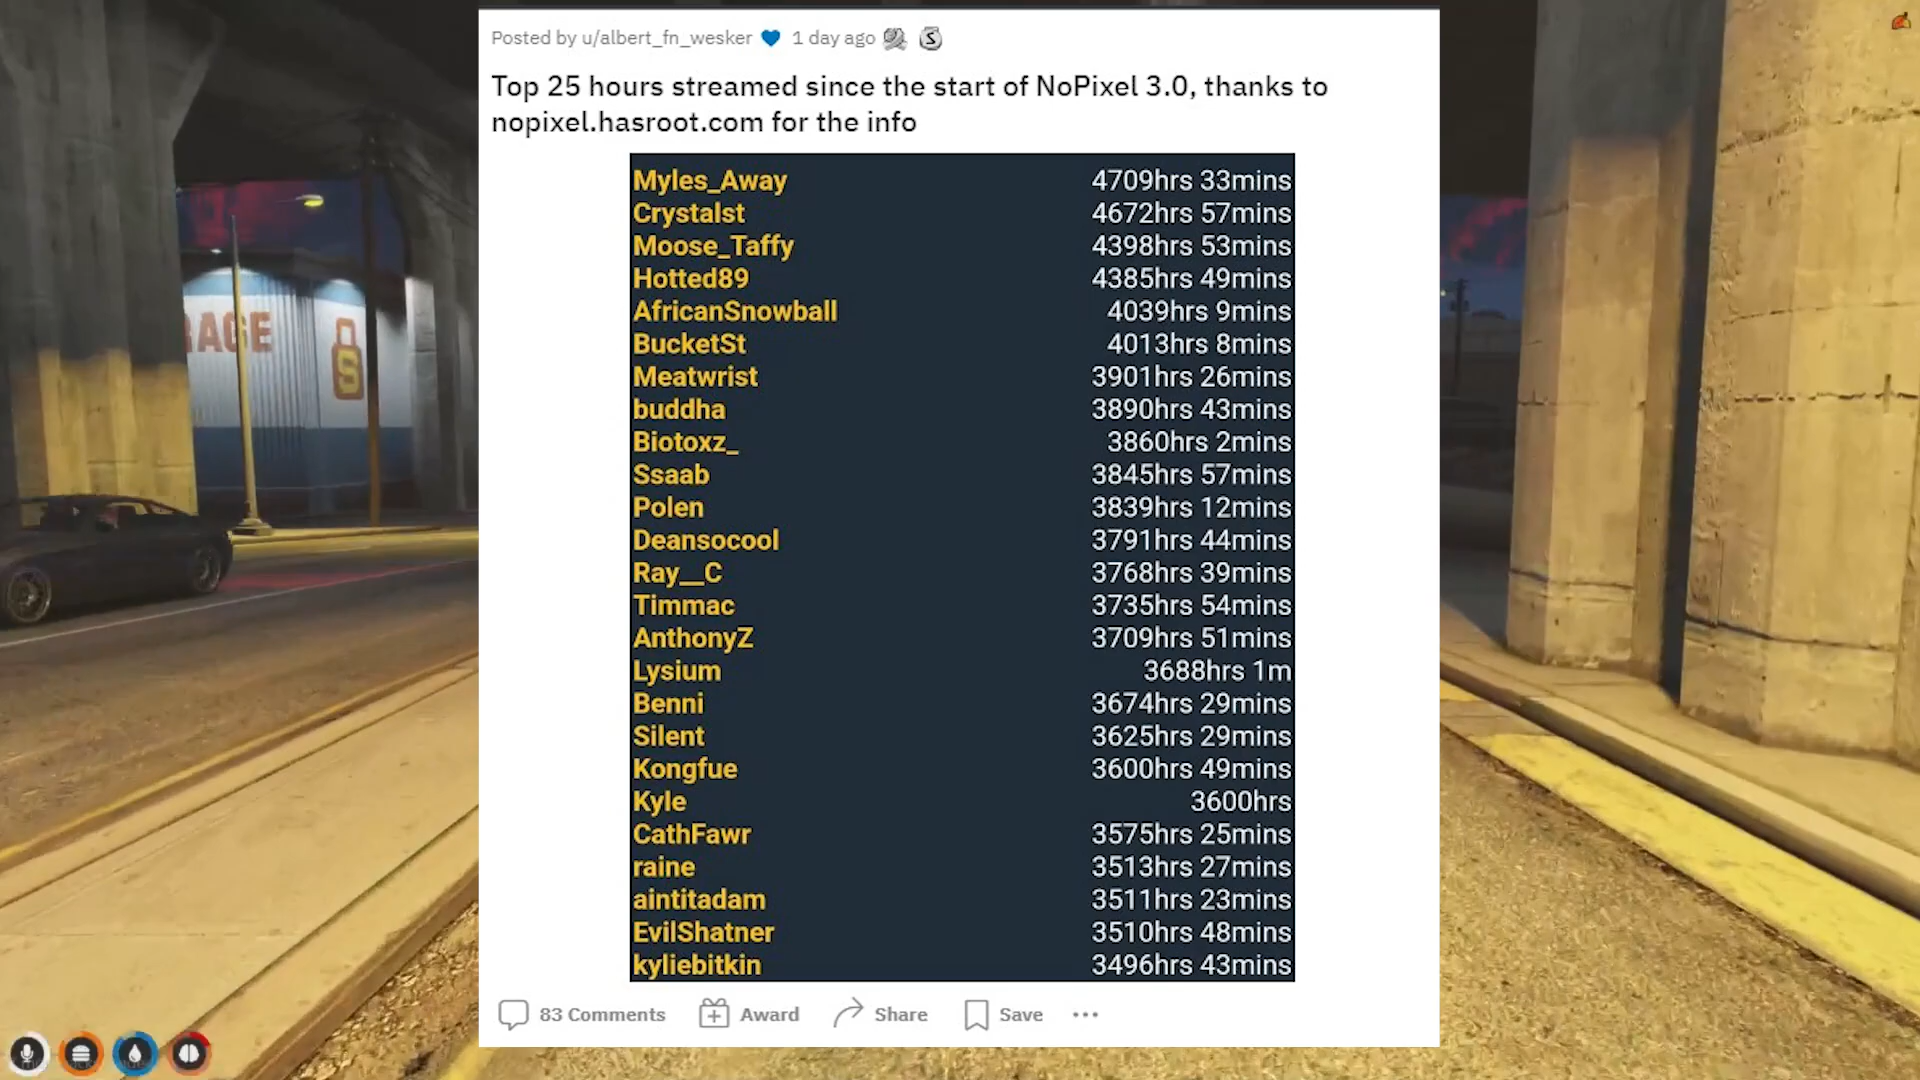 Posted by u/albert_fn_wesker 1 day ago
Top 25 hours streamed since the start of NoPixel 3.0, thanks to
nopixel.hasroot.com for the info
Myles_Away 4709hrs 33mins
Crystalst 4672hrs 57mins
Moose_Taffy 4398hrs 53mins
Hotted89 4385hrs 49mins
AfricanSnowball 4039hrs 9mins
BucketSt 4013hrs 8mins
Meatwrist 3901hrs 26mins
buddha 3890hrs 43mins
Biotoxz_ 3860hrs 2mins
Ssaab 3845hrs 57mins
Polen 3839hrs 12mins
Deansocool 3791hrs 44mins
Ray__C 3768hrs 39mins
Timmac 3735hrs 54mins
AnthonyZ 3709hrs 51mins
Lysium 3688hrs 1m
Benni 3674hrs 29mins
Silent 3625hrs 29mins
Kongfue 3600hrs 49mins
Kyle 3600hrs
CathFawr 3575hrs 25mins
raine 3513hrs 27mins
aintitadam 3511hrs 23mins
EvilShatner 3510hrs 48mins
kyliebitkin 3496hrs 43mins
83 Comments Award Share Save
RAGE
S